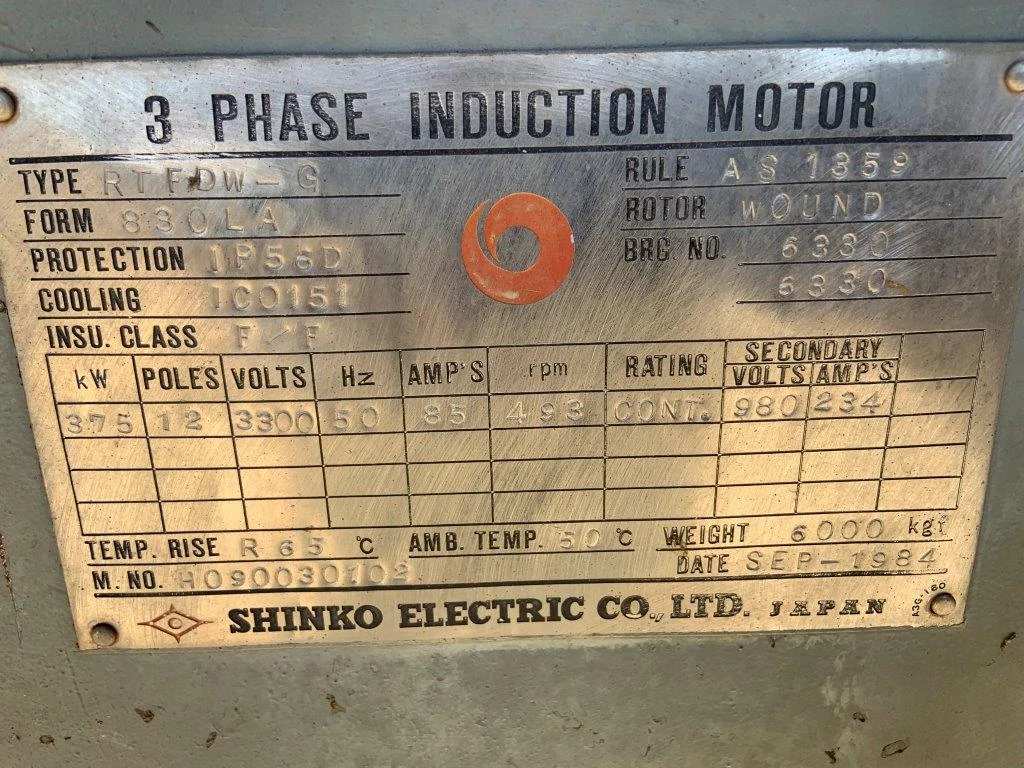 3 PHASE INDUCTION MOTOR
TYPE RTFDW-G
RULE AS 1359
FORM 830LA
ROTOR WOUND
PROTECTION IP56D
BRG. NO. 6330
6330
COOLING ICO151
INSU. CLASS F/F
kW POLES VOLTS Hz AMP'S rpm RATING SECONDARY
VOLTS AMP'S
375 12 3300 50 85 493 CONT. 980 234
TEMP. RISE R 65 °C AMB. TEMP. 50 °C WEIGHT 6000 kgf
M. NO. H090030102 DATE SEP-1984
SHINKO ELECTRIC CO., LTD. JAPAN